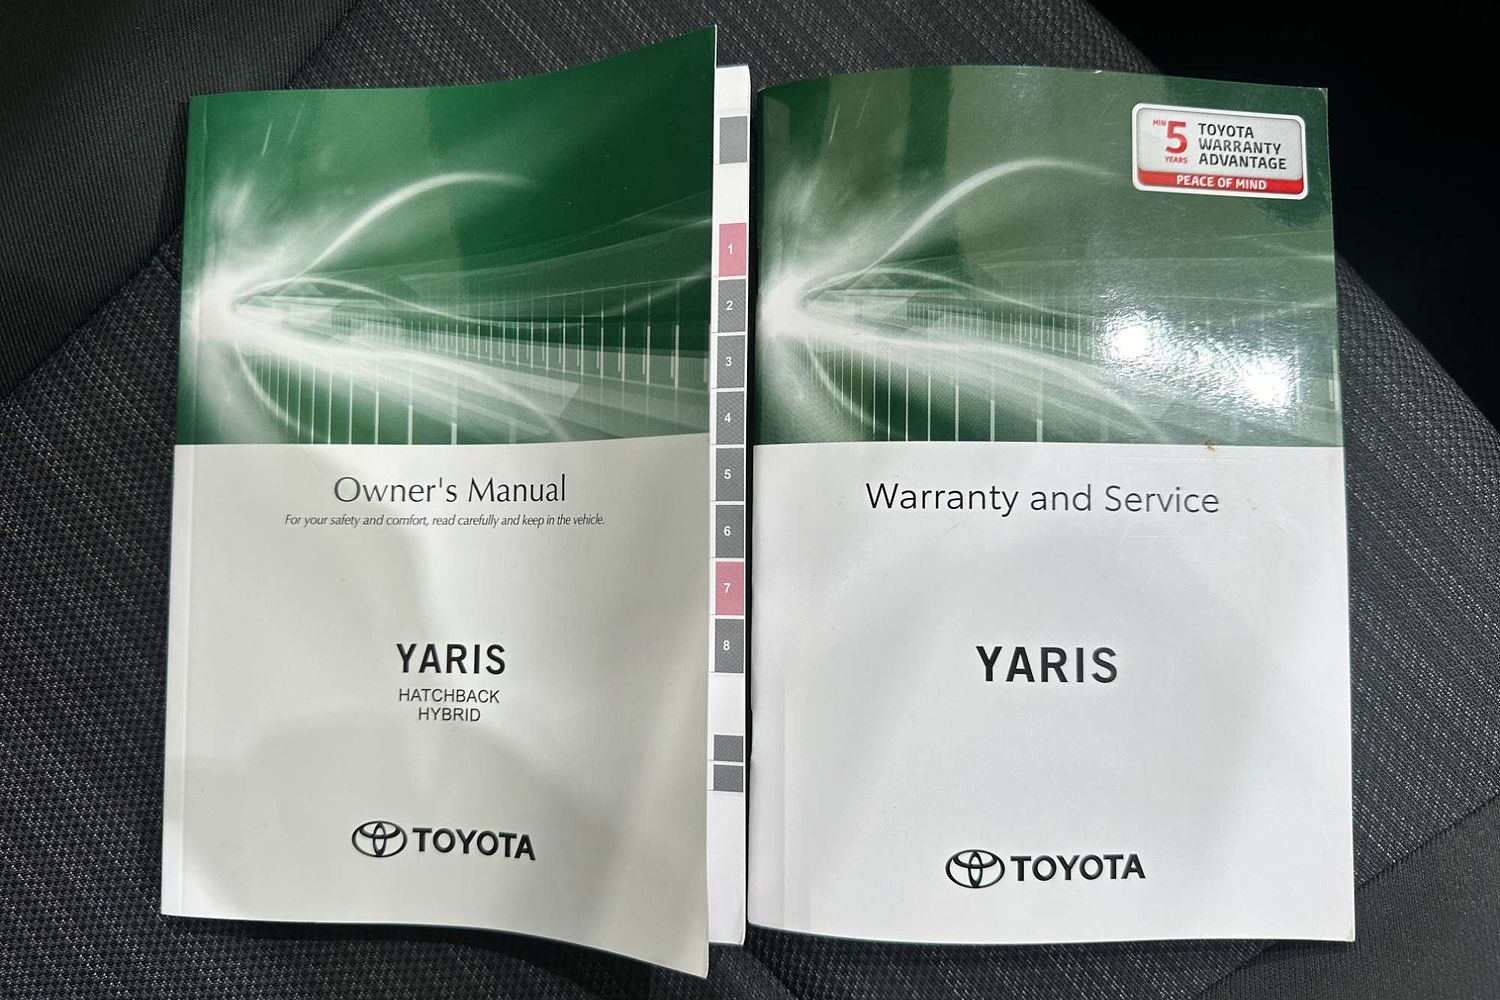 Owner's Manual
For your safety and comfort, read carefully and keep in the vehicle.
YARIS
HATCHBACK
HYBRID
TOYOTA
1
2
3
4
5
6
7
8
MIN 5 YEARS
TOYOTA
WARRANTY
ADVANTAGE
PEACE OF MIND
Warranty and Service
YARIS
TOYOTA